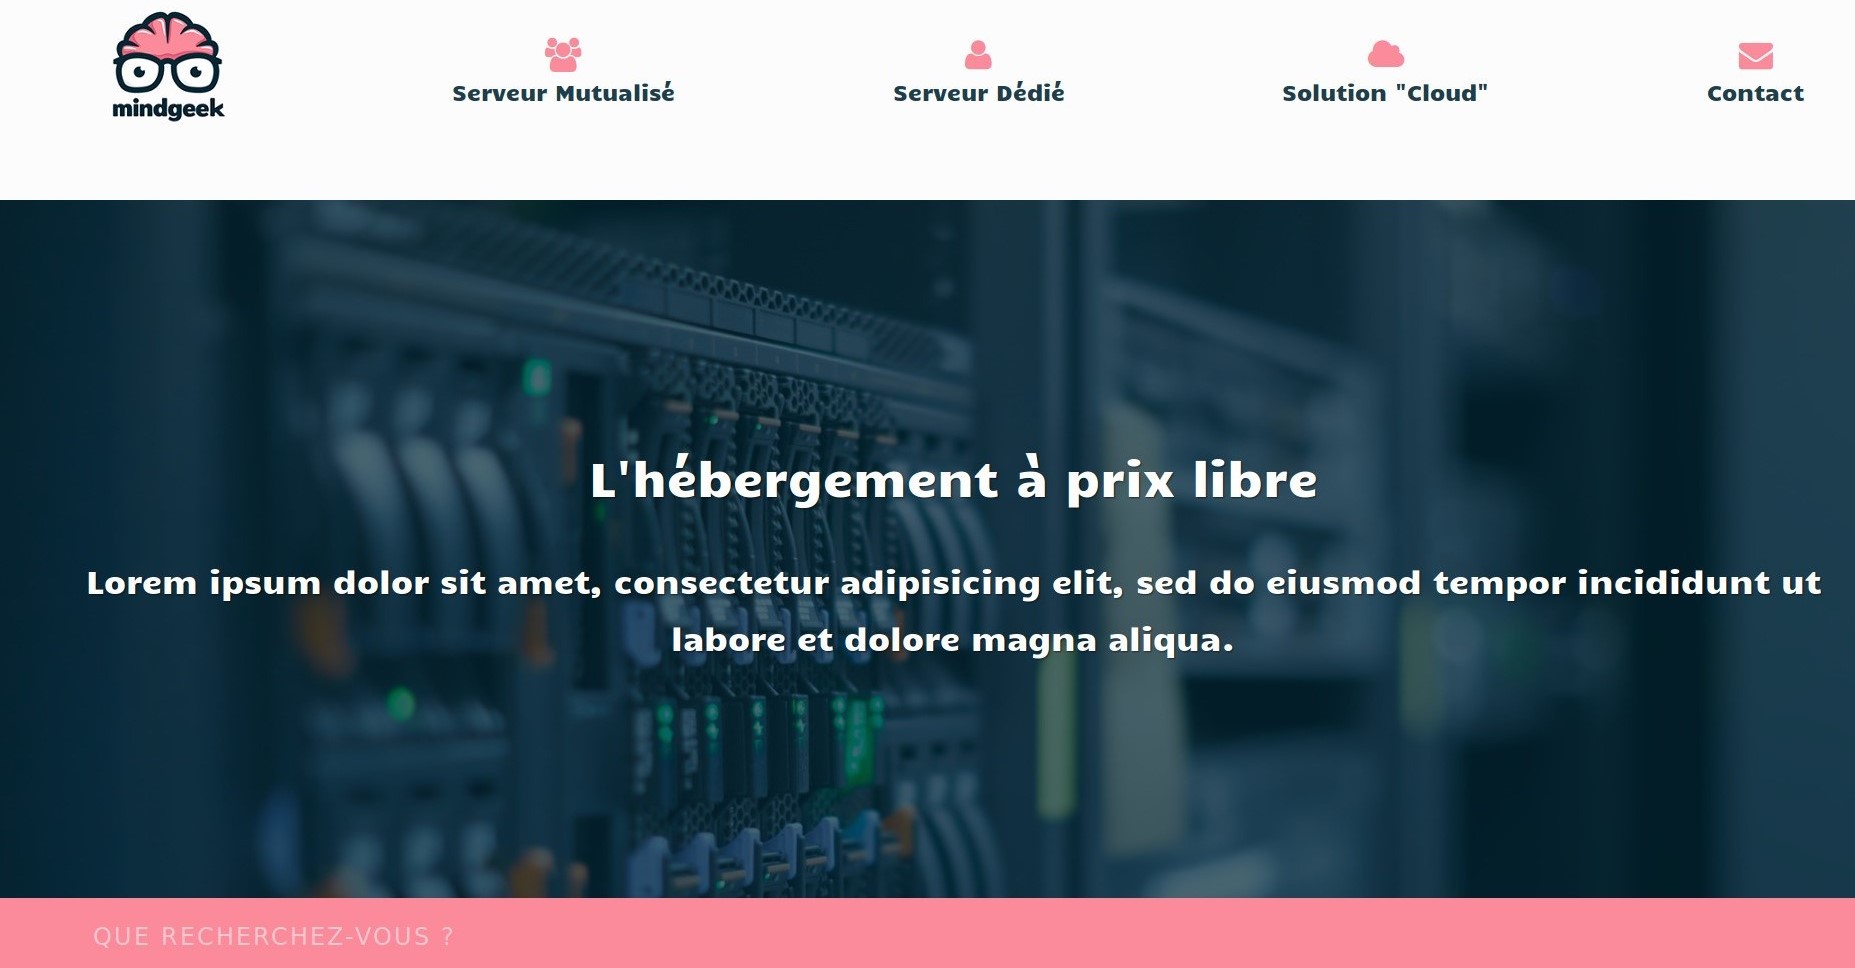 mindgeek
Serveur Mutualisé
Serveur Dédié
Solution "Cloud"
Contact
L'hébergement à prix libre
Lorem ipsum dolor sit amet, consectetur adipisicing elit, sed do eiusmod tempor incididunt ut
labore et dolore magna aliqua.
QUE RECHERCHEZ-VOUS ?